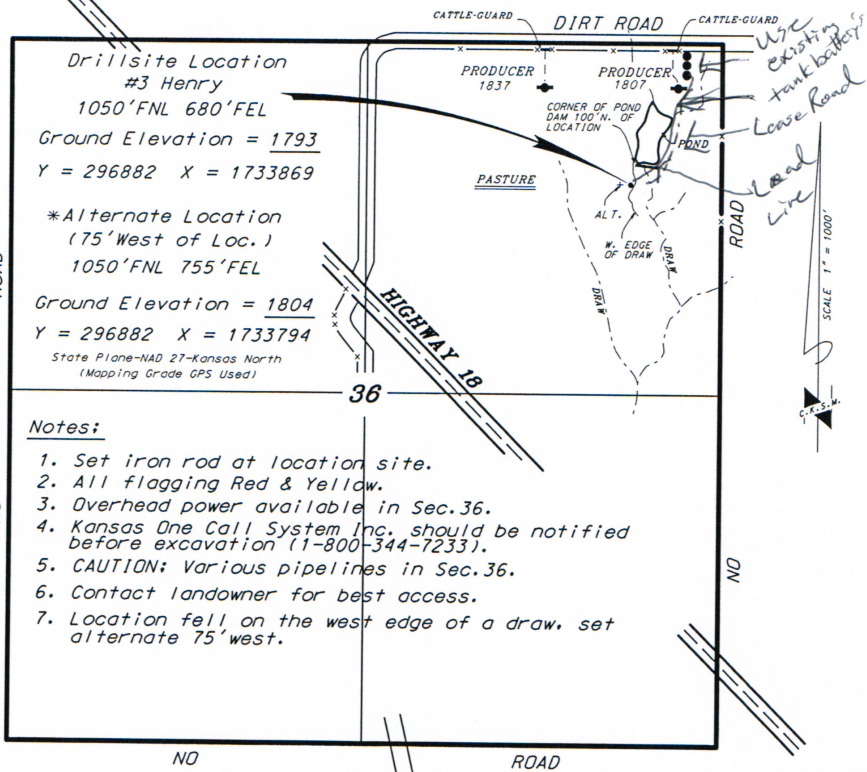 CATTLE-GUARD
DIRT ROAD
CATTLE-GUARD
Use
existing
tank battery's
Lease Road
Lead
Line
Drillsite Location
#3 Henry
1050'FNL 680'FEL
Ground Elevation = 1793
Y = 296882 X = 1733869
*Alternate Location
(75'West of Loc.)
1050'FNL 755'FEL
Ground Elevation = 1804
Y = 296882 X = 1733794
State Plane-NAD 27-Kansas North
(Mapping Grade GPS Used)
PRODUCER
1837
PRODUCER
1807
CORNER OF POND
DAM 100'N. OF
LOCATION
POND
PASTURE
ALT.
W. EDGE
OF DRAW
DRAW
DRAW
ROAD
SCALE 1" = 1000'
HIGHWAY 18
36
C.K.S.M.
Notes:
1. Set iron rod at location site.
2. All flagging Red & Yellow.
3. Overhead power available in Sec.36.
4. Kansas One Call System Inc. should be notified
before excavation (1-800-344-7233).
5. CAUTION: Various pipelines in Sec.36.
6. Contact landowner for best access.
7. Location fell on the west edge of a draw, set
alternate 75'west.
NO
NO
ROAD